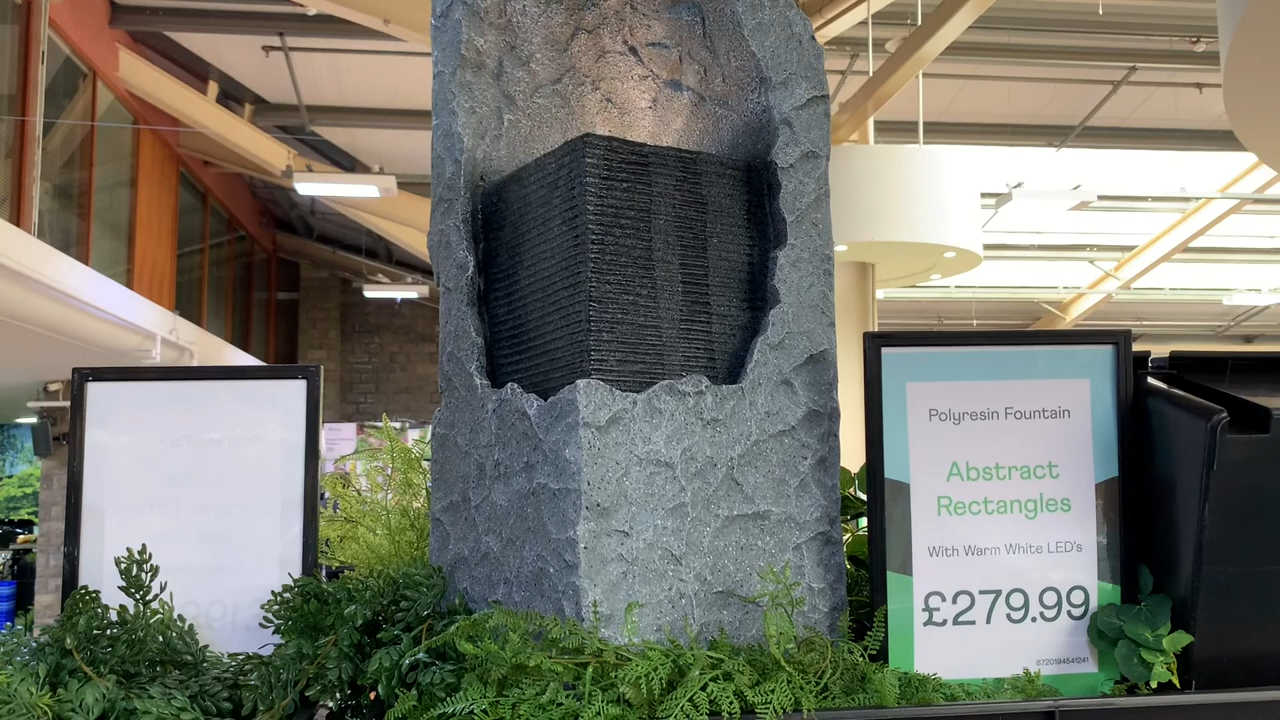 Polyresin Fountain
Abstract
Rectangles
With Warm White LED's
£279.99
8720194541241